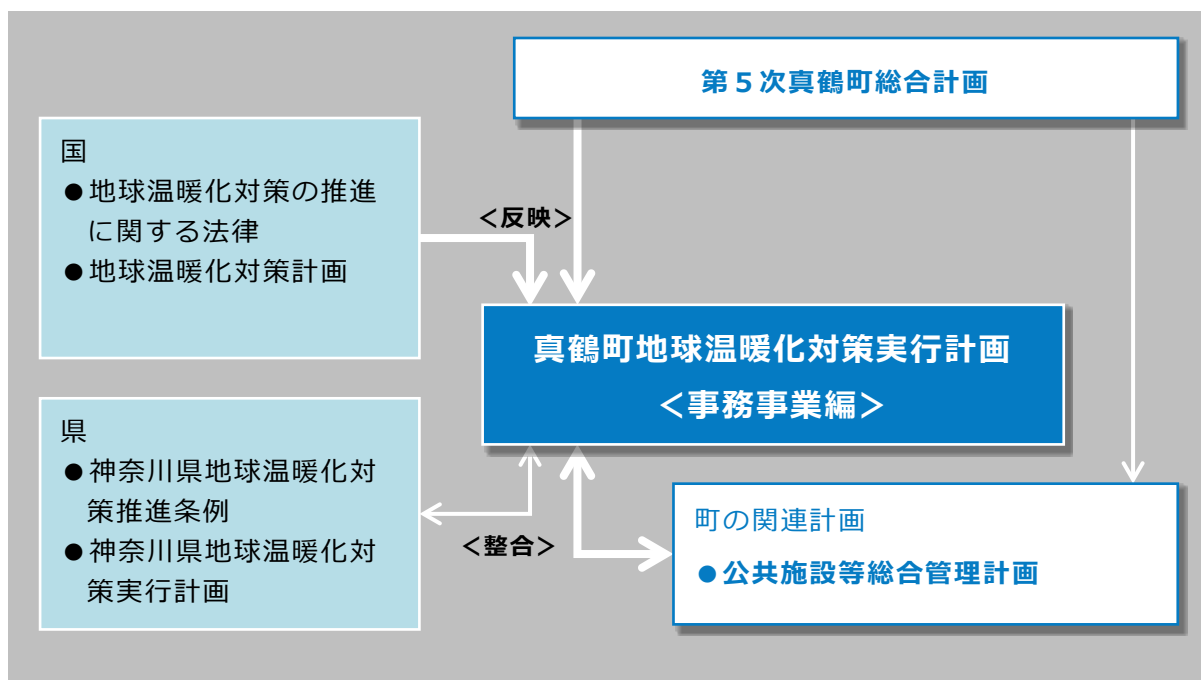 第５次真鶴町総合計画
国
●地球温暖化対策の推進
に関する法律
●地球温暖化対策計画
＜反映＞
真鶴町地球温暖化対策実行計画
＜事務事業編＞
県
●神奈川県地球温暖化対
策推進条例
●神奈川県地球温暖化対
策実行計画
＜整合＞
町の関連計画
●公共施設等総合管理計画